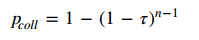 p_coll = 1 − (1 − τ)^{n−1}